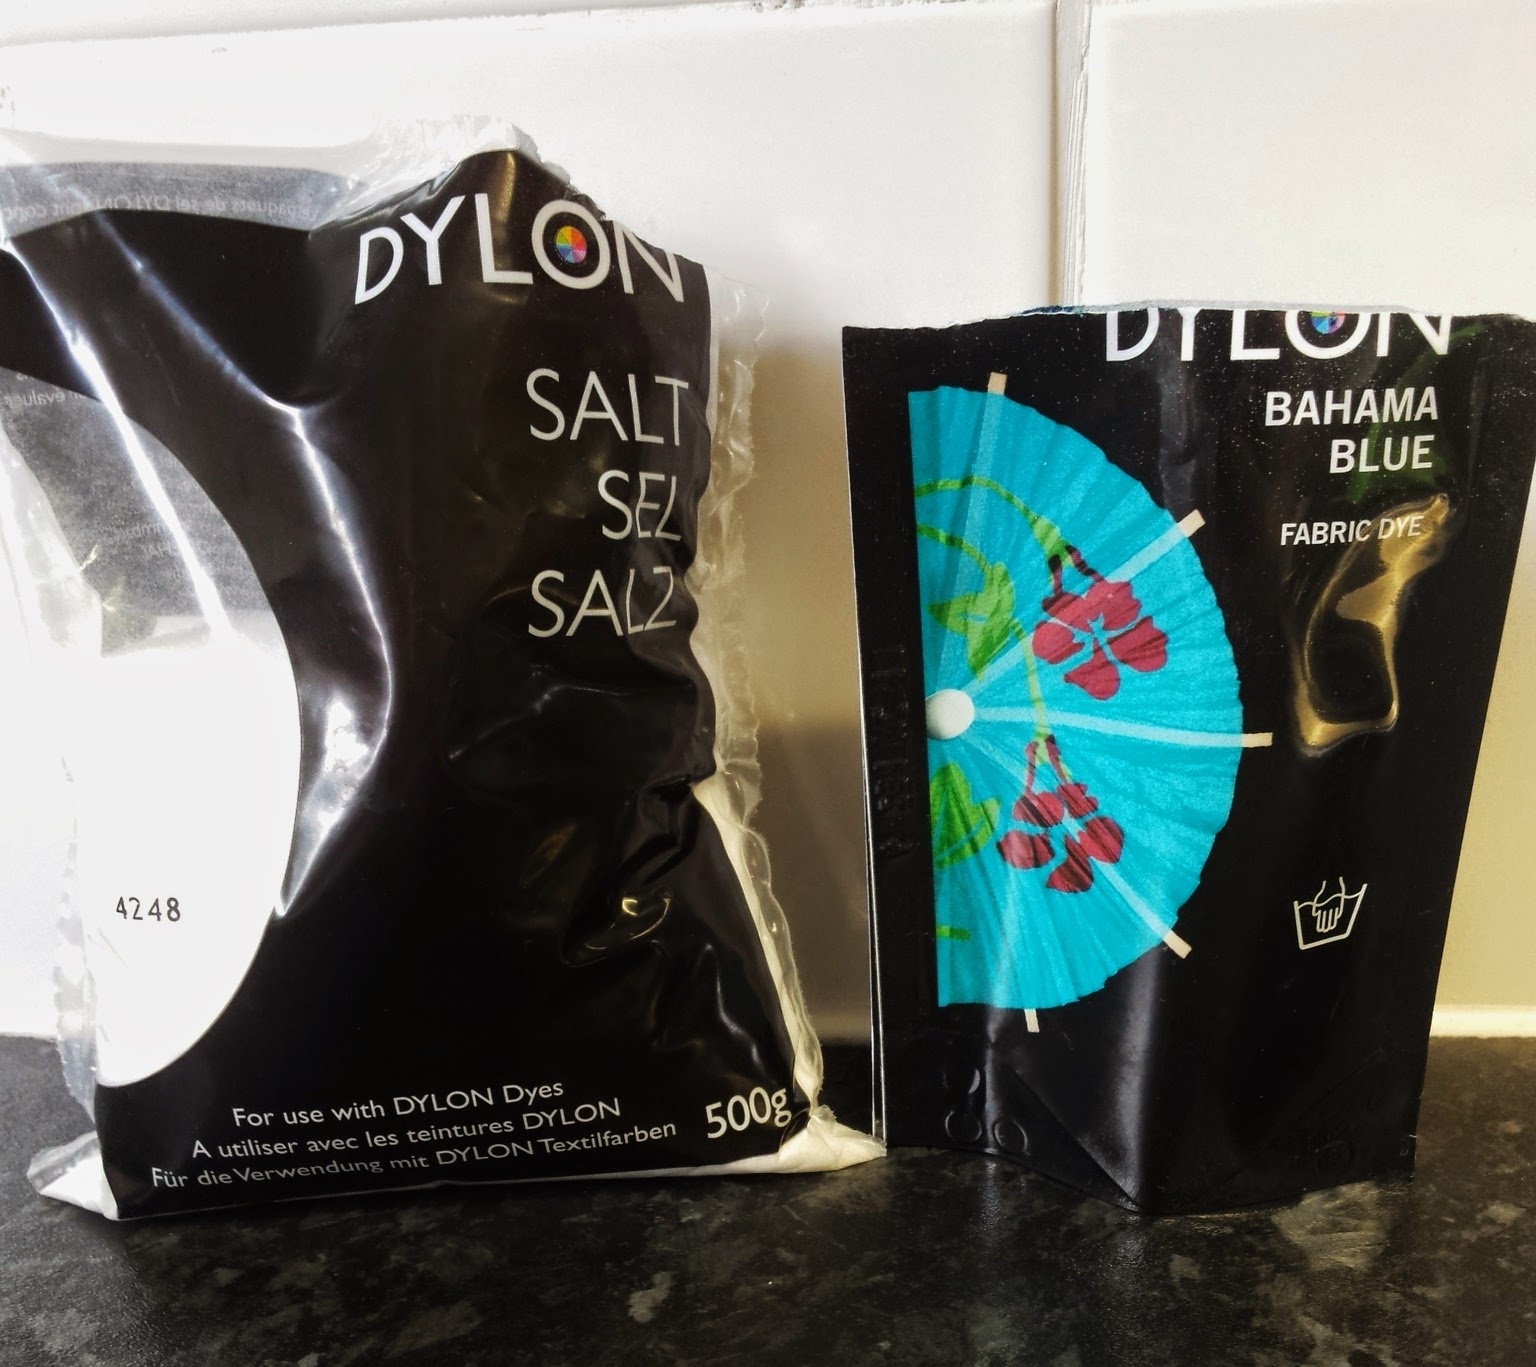 DYLON
SALT
SEL
SALZ
4248
For use with DYLON Dyes
A utiliser avec les teintures DYLON
Für die Verwendung mit DYLON Textilfarben
500g
DYLON
BAHAMA
BLUE
FABRIC DYE